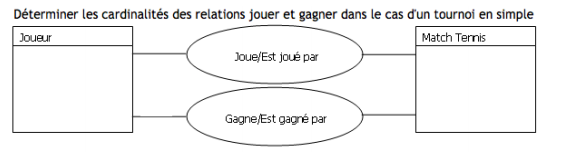 Déterminer les cardinalités des relations jouer et gagner dans le cas d'un tournoi en simple
Joueur
Match Tennis
Joue/Est joué par
Gagne/Est gagné par